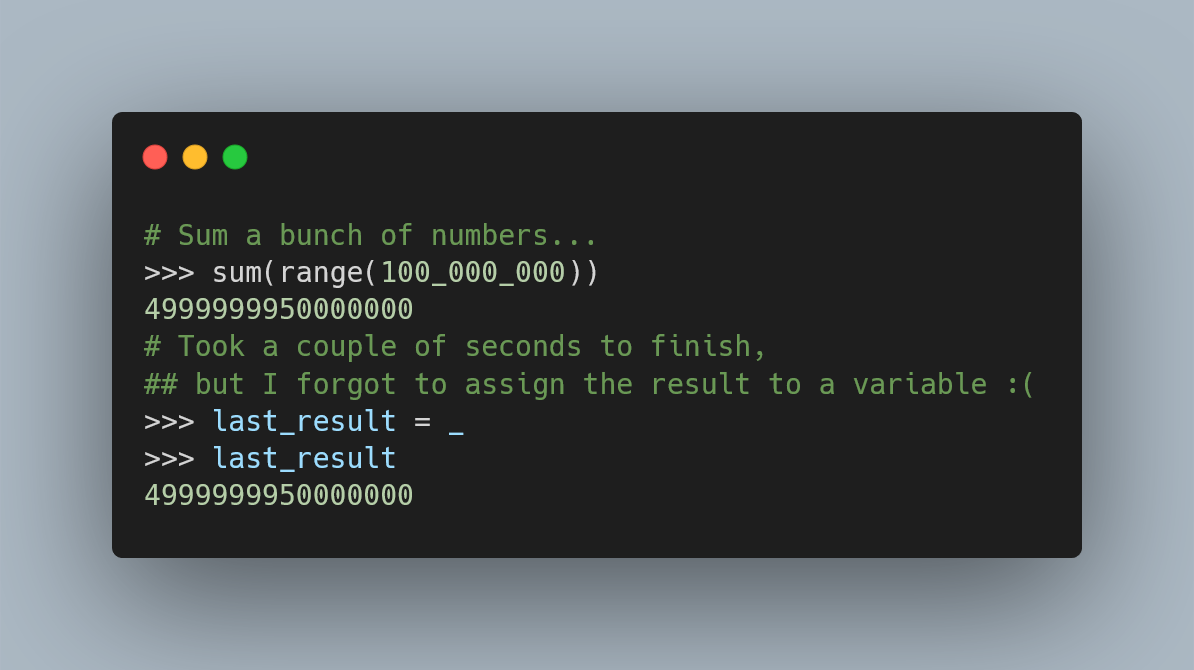 # Sum a bunch of numbers...
>>> sum(range(100_000_000))
4999999950000000
# Took a couple of seconds to finish,
## but I forgot to assign the result to a variable :(
>>> last_result = _
>>> last_result
4999999950000000